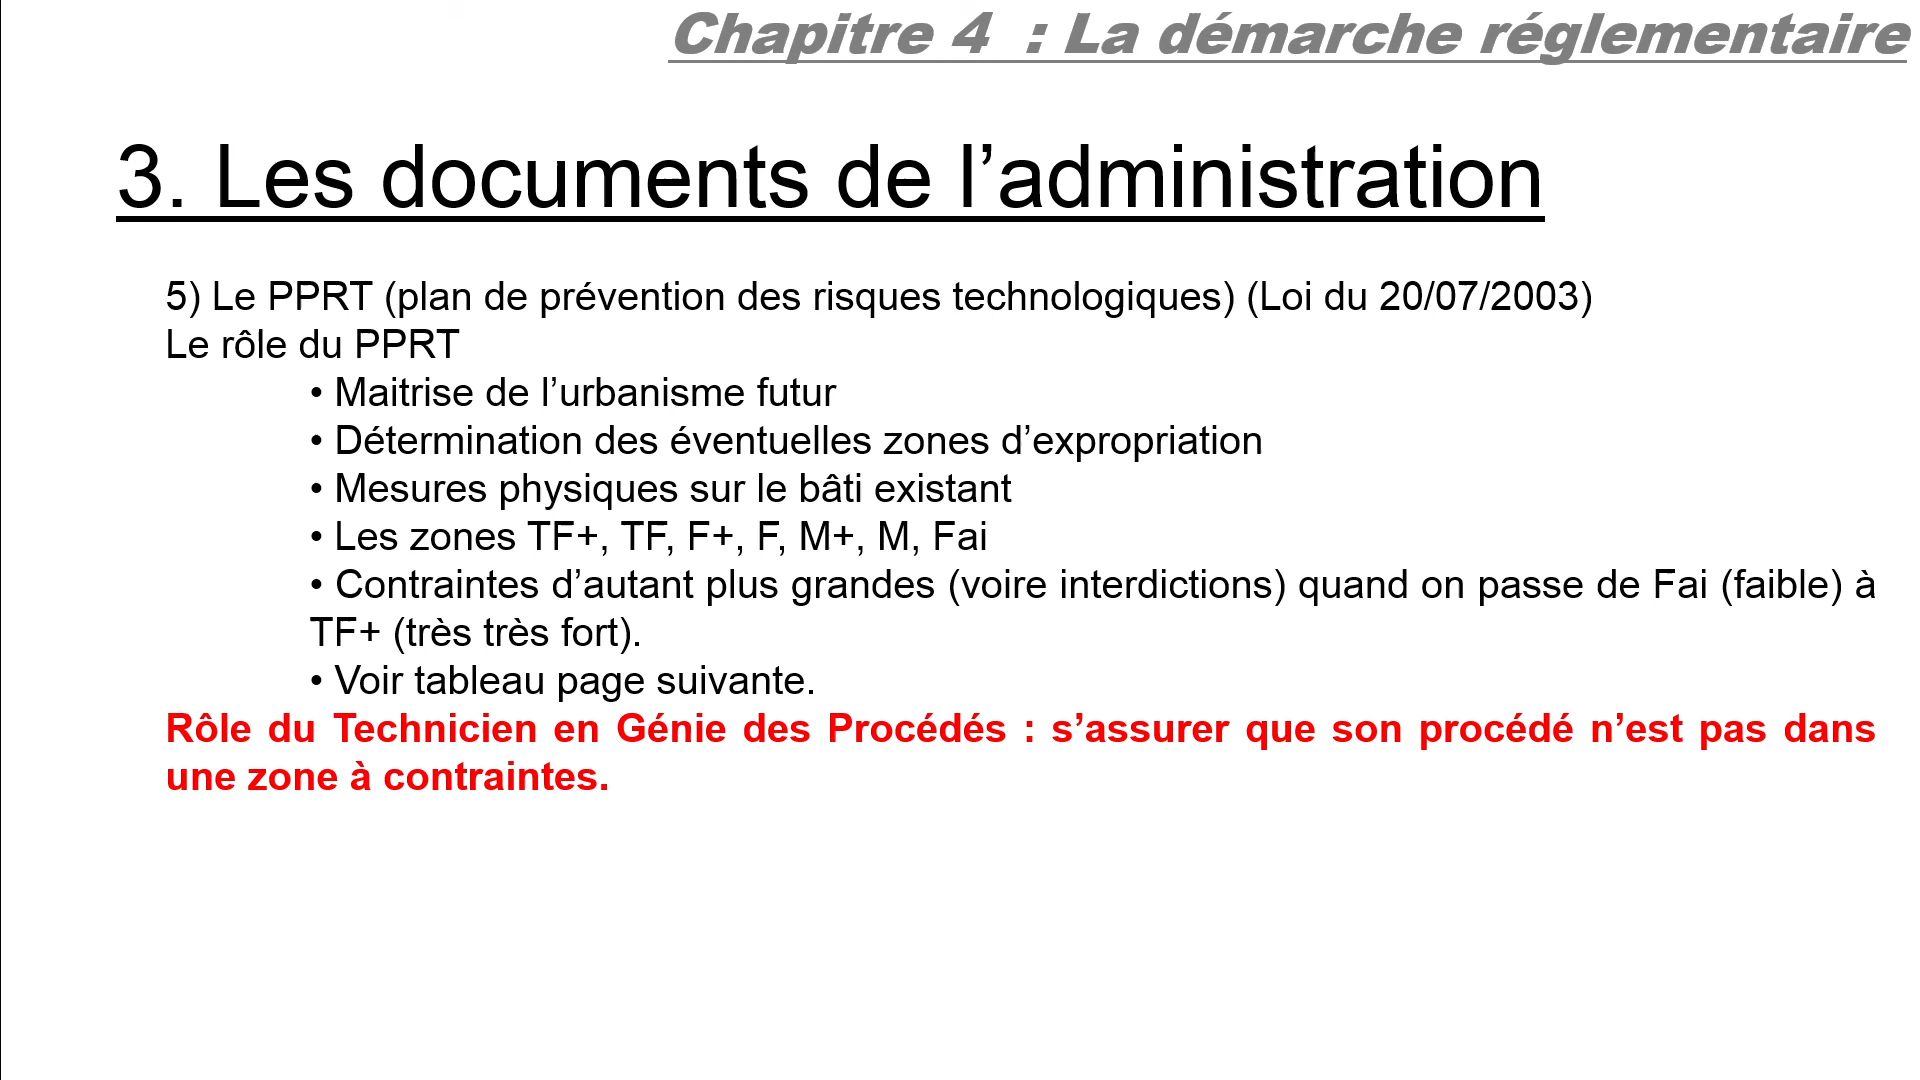 Chapitre 4  : La démarche réglementaire
3. Les documents de l’administration
5) Le PPRT (plan de prévention des risques technologiques) (Loi du 20/07/2003)
Le rôle du PPRT
• Maitrise de l’urbanisme futur
• Détermination des éventuelles zones d’expropriation
• Mesures physiques sur le bâti existant
• Les zones TF+, TF, F+, F, M+, M, Fai
• Contraintes d’autant plus grandes (voire interdictions) quand on passe de Fai (faible) à
TF+ (très très fort).
• Voir tableau page suivante.
Rôle du Technicien en Génie des Procédés : s’assurer que son procédé n’est pas dans
une zone à contraintes.